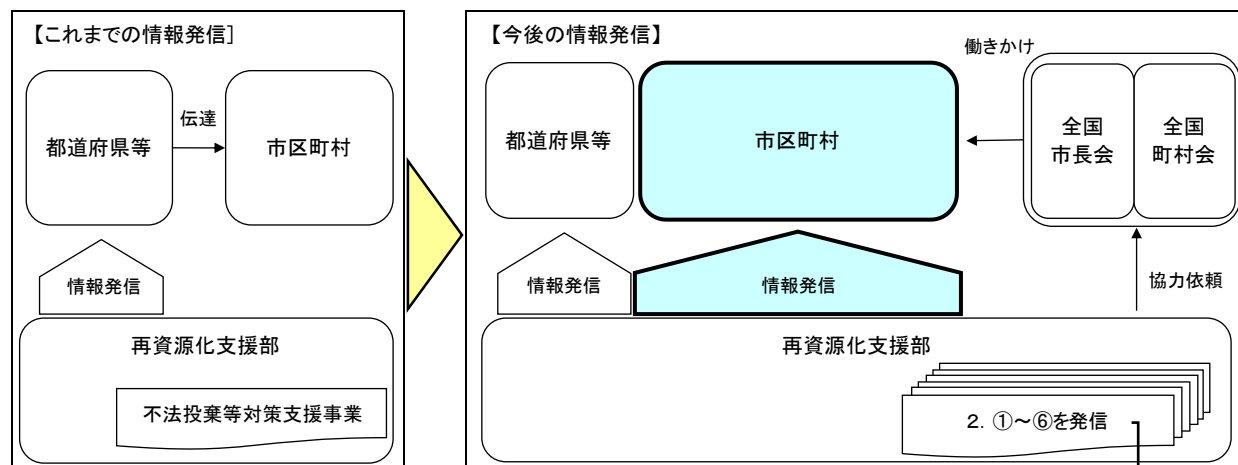 【これまでの情報発信］
都道府県等
伝達
市区町村
情報発信
再資源化支援部
不法投棄等対策支援事業
【今後の情報発信】
働きかけ
都道府県等
市区町村
全国
市長会
全国
町村会
情報発信
情報発信
協力依頼
再資源化支援部
２．①～⑥を発信